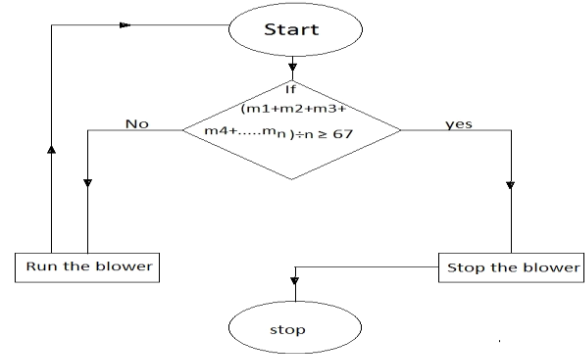 Start
If
(m1+m2+m3+
m4+.....mn)÷n ≥ 67
No
yes
Run the blower
Stop the blower
stop